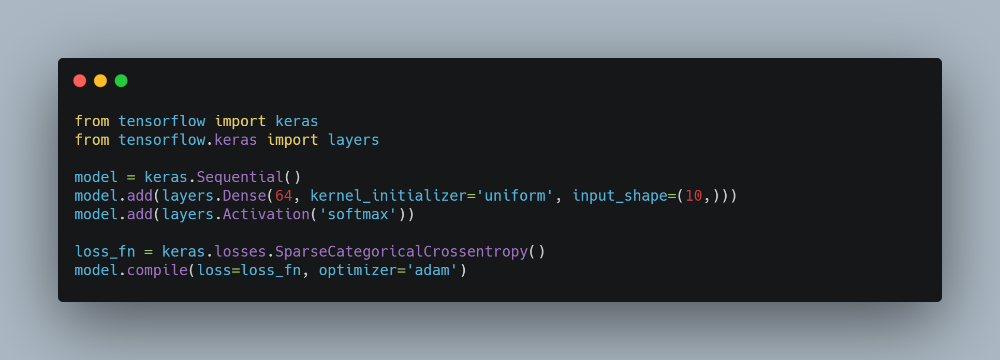 from tensorflow import keras
from tensorflow.keras import layers
model = keras.Sequential()
model.add(layers.Dense(64, kernel_initializer='uniform', input_shape=(10,)))
model.add(layers.Activation('softmax'))
loss_fn = keras.losses.SparseCategoricalCrossentropy()
model.compile(loss=loss_fn, optimizer='adam')